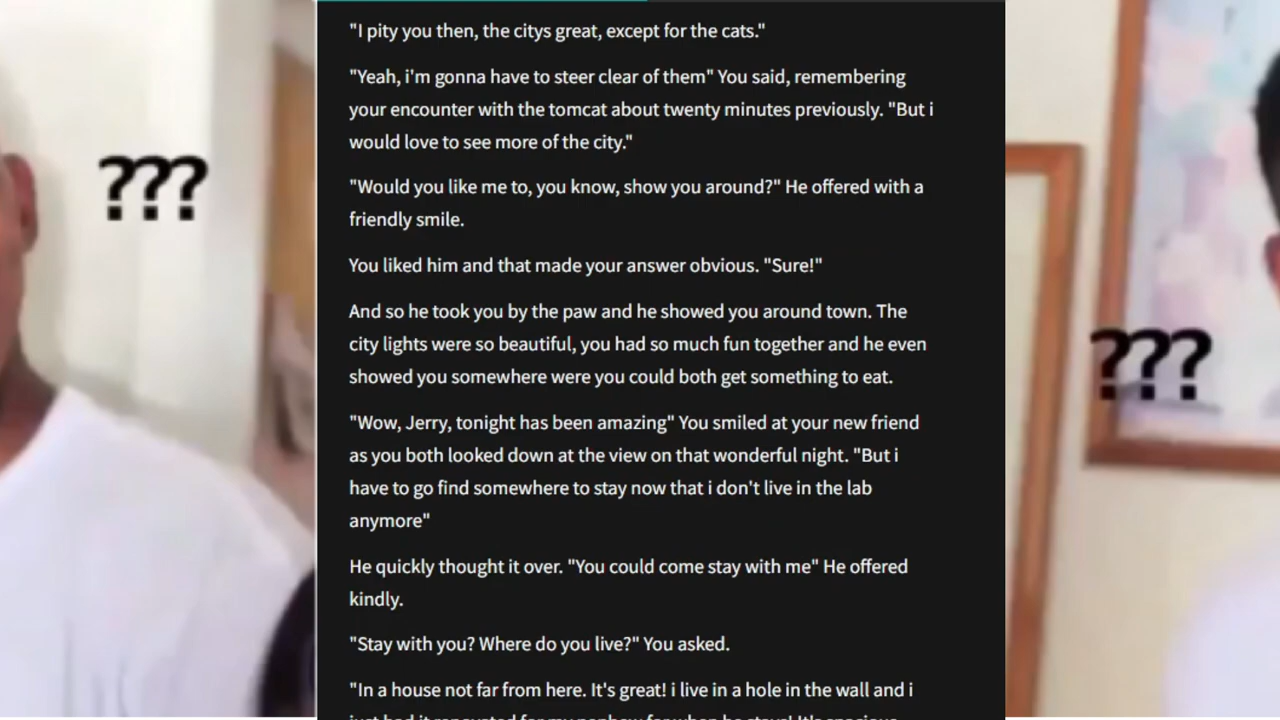 "I pity you then, the citys great, except for the cats."
"Yeah, i'm gonna have to steer clear of them" You said, remembering
your encounter with the tomcat about twenty minutes previously. "But i
would love to see more of the city."
???
"Would you like me to, you know, show you around?" He offered with a
friendly smile.
You liked him and that made your answer obvious. "Sure!"
And so he took you by the paw and he showed you around town. The
city lights were so beautiful, you had so much fun together and he even
showed you somewhere were you could both get something to eat.
???
"Wow, Jerry, tonight has been amazing" You smiled at your new friend
as you both looked down at the view on that wonderful night. "But i
have to go find somewhere to stay now that i don't live in the lab
anymore"
He quickly thought it over. "You could come stay with me" He offered
kindly.
"Stay with you? Where do you live?" You asked.
"In a house not far from here. It's great! i live in a hole in the wall and i